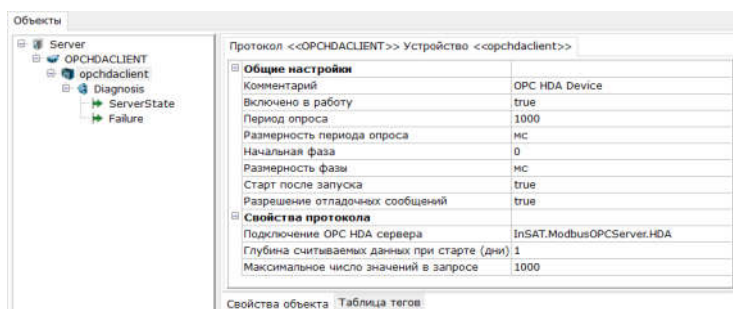 Объекты
Server
OPCHDACLIENT
opchdaclient
Diagnosis
ServerState
Failure
Протокол <<OPCHDACLIENT>> Устройство <<opchdaclient>>
Общие настройки
Комментарий OPC HDA Device
Включено в работу true
Период опроса 1000
Размерность периода опроса мс
Начальная фаза 0
Размерность фазы мс
Старт после запуска true
Разрешение отладочных сообщений true
Свойства протокола
Подключение OPC HDA сервера InSAT.ModbusOPCServer.HDA
Глубина считываемых данных при старте (дни) 1
Максимальное число значений в запросе 1000
Свойства объекта Таблица тегов